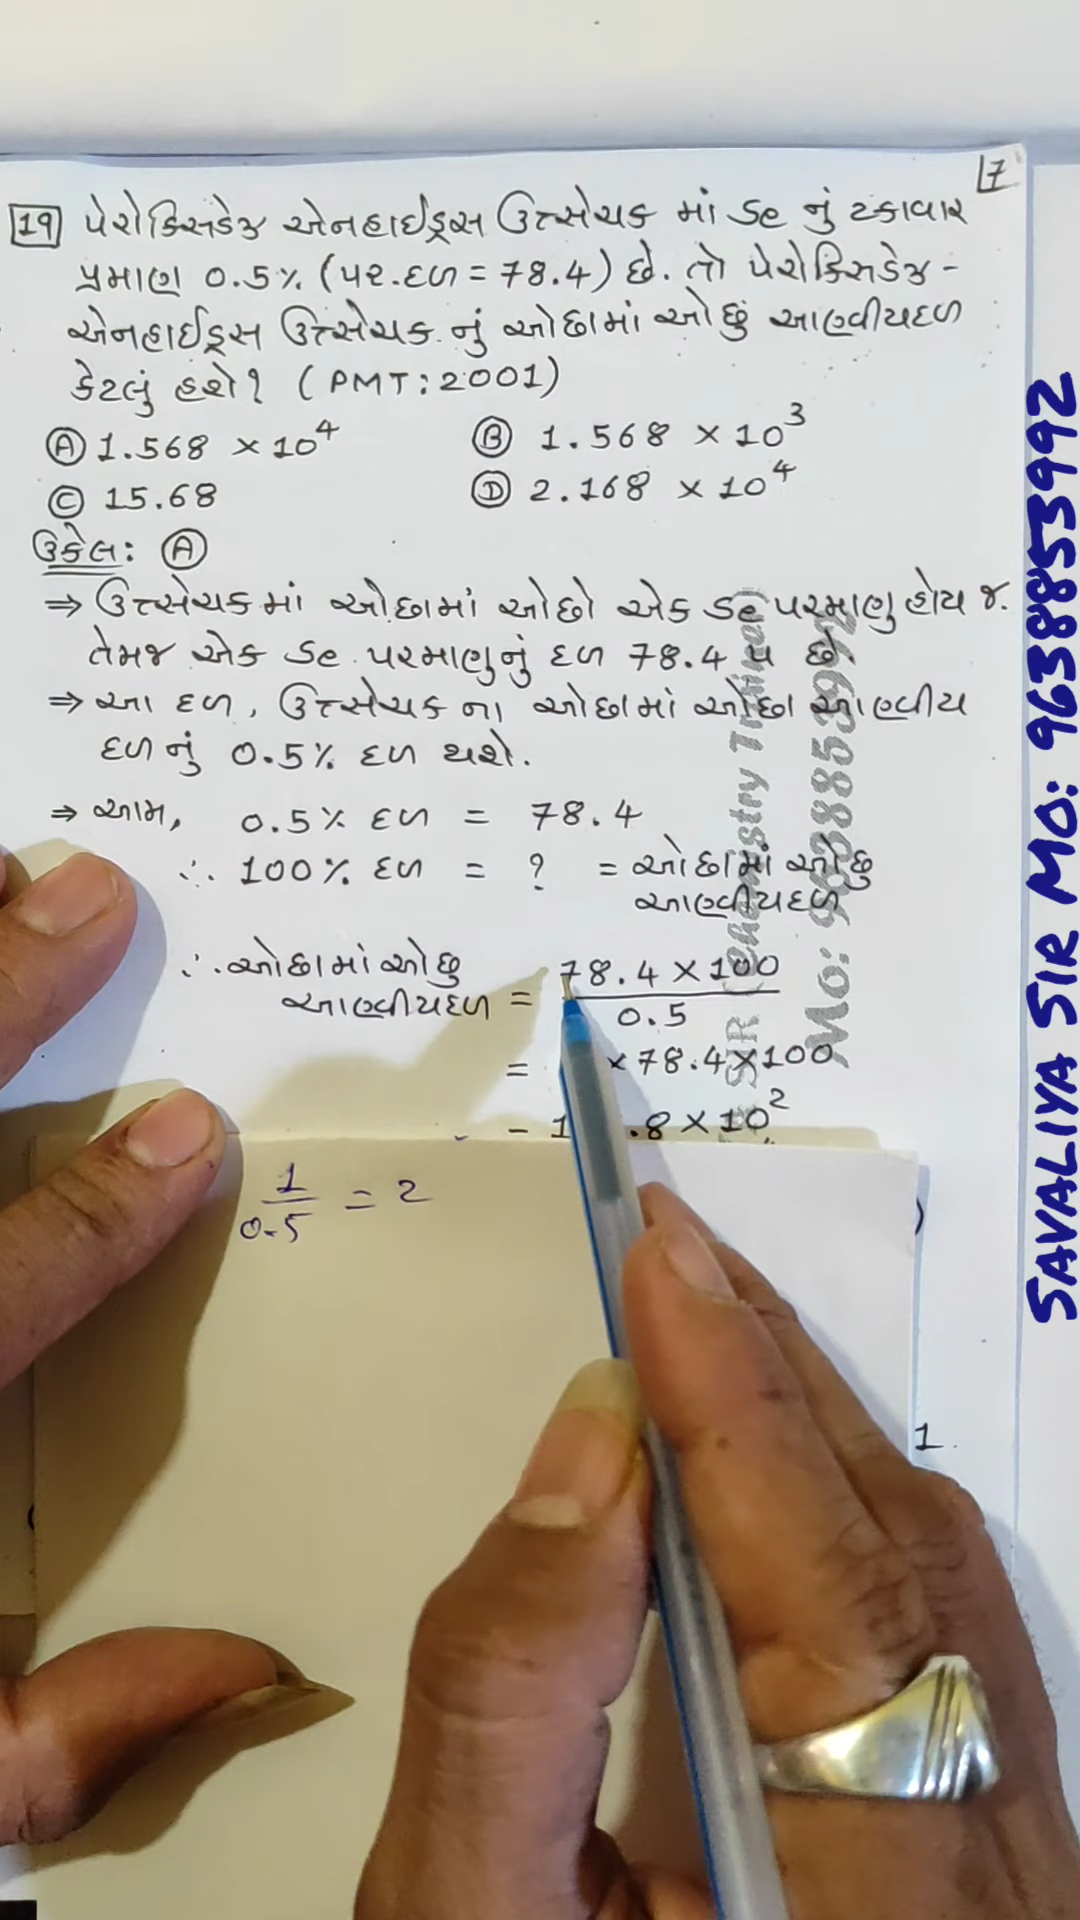 7
19 પેરોક્સિડેઝ એનહાઈડ્રસ ઉત્સેચક માં Se નું ટકાવાર
પ્રમાણ 0.5% (પર.દળ = 78.4) છે. તો પેરોક્સિડેઝ -
એનહાઈડ્રસ ઉત્સેચક નું ઓછામાં ઓછું આણ્વીયદળ
કેટલું હશે? (PMT:2001)
Ⓐ 1.568 × 10⁴ Ⓑ 1.568 × 10³
Ⓒ 15.68 Ⓓ 2.168 × 10⁴
ઉકેલ: Ⓐ
⇒ ઉત્સેચકમાં ઓછામાં ઓછો એક Se પરમાણુ હોય જ.
તેમજ એક Se પરમાણુનું દળ 78.4 છે.
⇒ આ દળ, ઉત્સેચક ના ઓછામાં ઓછા આણ્વીય
દળનું 0.5% દળ થશે.
⇒ આમ, 0.5% દળ = 78.4
∴ 100% દળ = ? = ઓછામાં ઓછુ
આણ્વીયદળ
∴ ઓછામાં ઓછુ 78.4 × 100
આણ્વીયદળ = 0.5
= × 78.4 × 100
.8 × 10²
1
0.5 = 2
1.
SAVALIYA SIR MO: 9638853992
SIR (Chemistry
Mo: